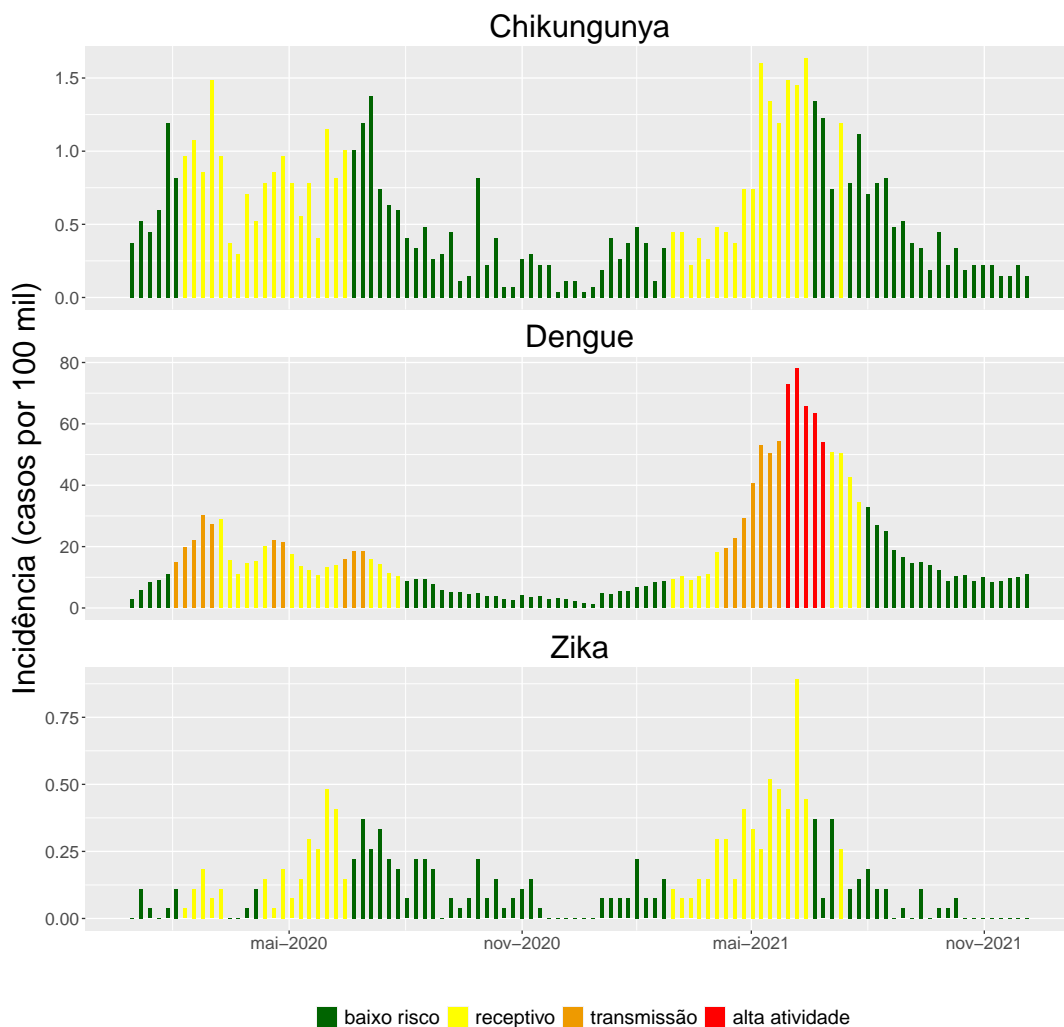 Chikungunya
1.5
1.0
0.5
0.0
Dengue
80
60
40
20
0
Incidência (casos por 100 mil)
Zika
0.75
0.50
0.25
0.00
mai−2020 nov−2020 mai−2021 nov−2021
baixo risco receptivo transmissão alta atividade